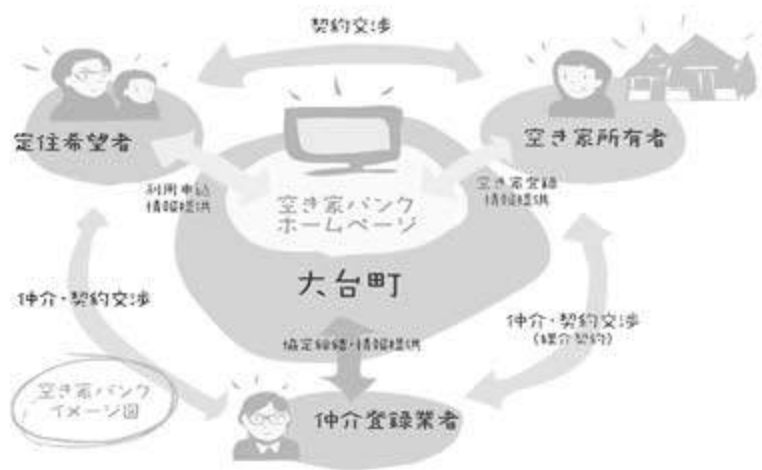 契約交渉
定住希望者
空き家所有者
利用申込
情報提供
空き家登録
情報提供
空き家バンク
ホームページ
大台町
仲介・契約交渉
仲介・契約交渉
(媒介契約)
協定締結・情報提供
空き家バンク
イメージ図
仲介登録業者